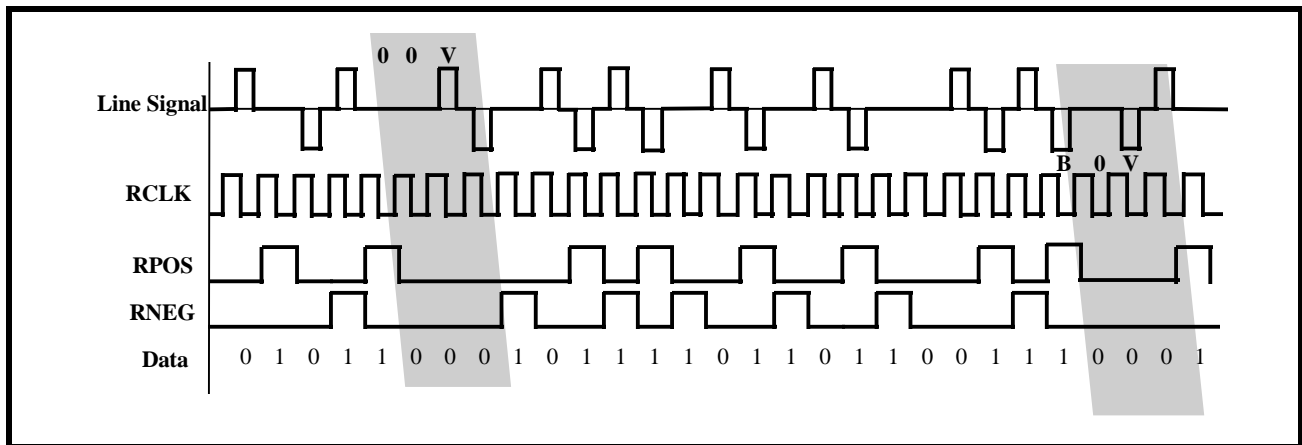 0 0 V
Line Signal
B 0 V
RCLK
RPOS
RNEG
Data 0 1 0 1 1 0 0 0 1 0 1 1 1 1 0 1 1 0 1 1 0 0 1 1 1 0 0 0 1